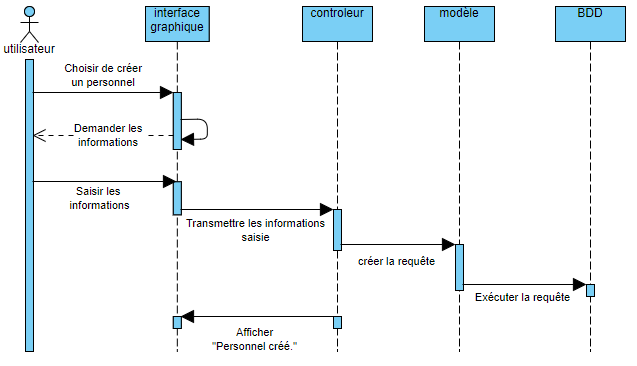 utilisateur
interface
graphique
controleur
modèle
BDD
Choisir de créer
un personnel
Demander les
informations
Saisir les
informations
Transmettre les informations
saisie
créer la requête
Exécuter la requête
Afficher
"Personnel créé."